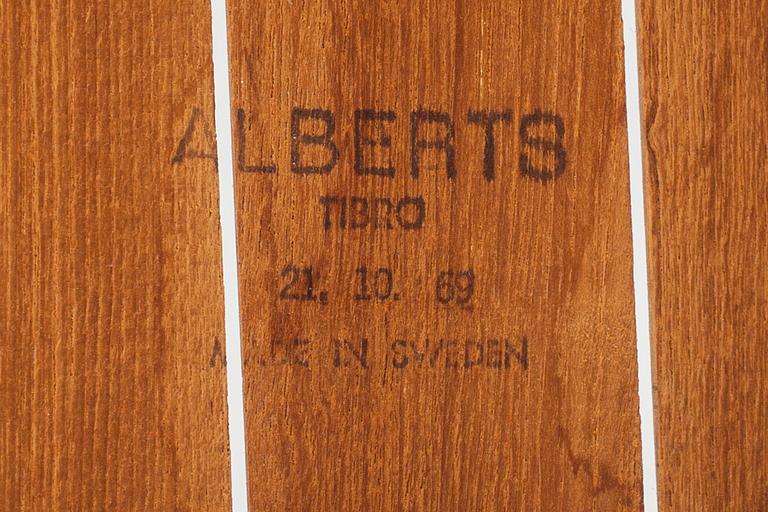 ALBERTS
TIBRO
21. 10. 69
MADE IN SWEDEN